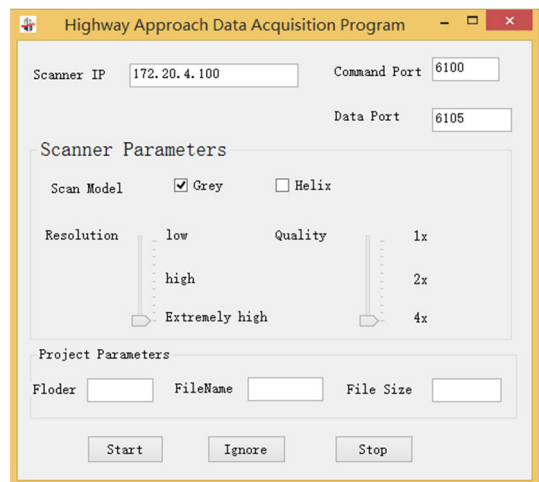 Highway Approach Data Acquisition Program
Scanner IP 172.20.4.100 Command Port 6100
Data Port 6105
Scanner Parameters
Scan Model Grey Helix
Resolution low Quality 1x
high 2x
Extremely high 4x
Project Parameters
Floder FileName File Size
Start Ignore Stop